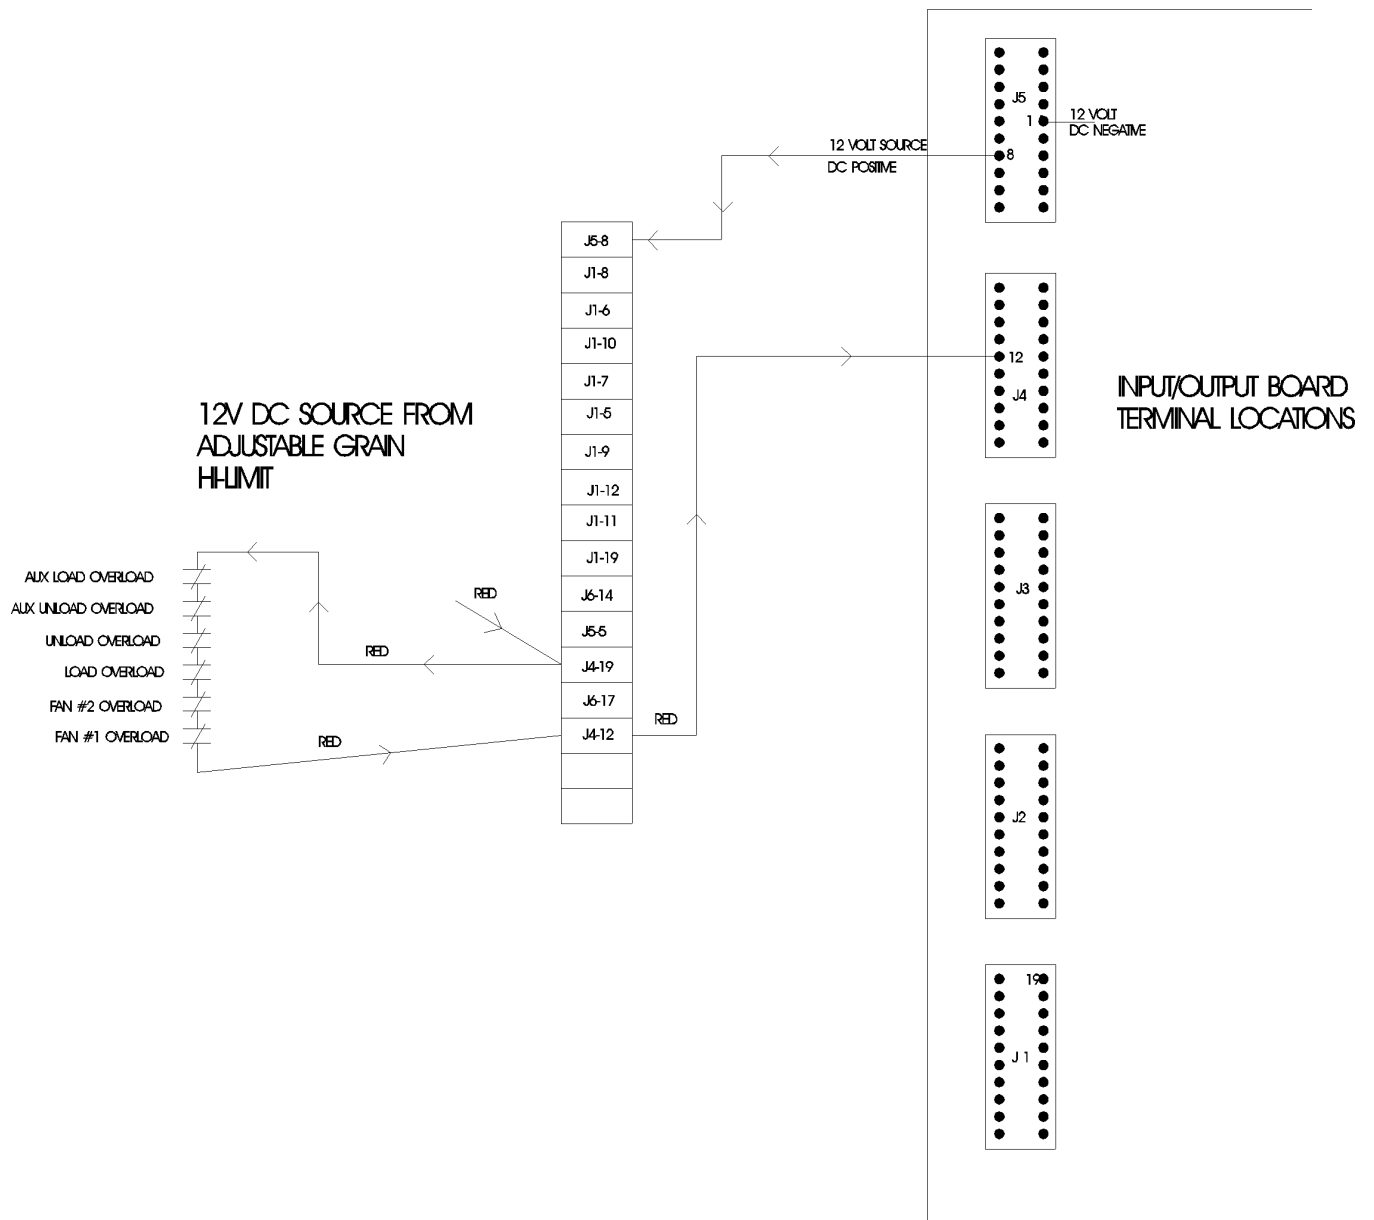 J5
1
12 VOLT
DC NEGATIVE
12 VOLT SOURCE
DC POSITIVE
8
J5-8
J1-8
J1-6
J1-10
J1-7
J1-5
J1-9
J1-12
J1-11
J1-19
J6-14
J5-5
J4-19
J6-17
J4-12
12
J4
INPUT/OUTPUT BOARD
TERMINAL LOCATIONS
12V DC SOURCE FROM
ADJUSTABLE GRAIN
HI-LIMIT
AUX LOAD OVERLOAD
AUX UNLOAD OVERLOAD
UNLOAD OVERLOAD
LOAD OVERLOAD
FAN #2 OVERLOAD
FAN #1 OVERLOAD
RED
RED
RED
RED
J3
J2
19
J 1